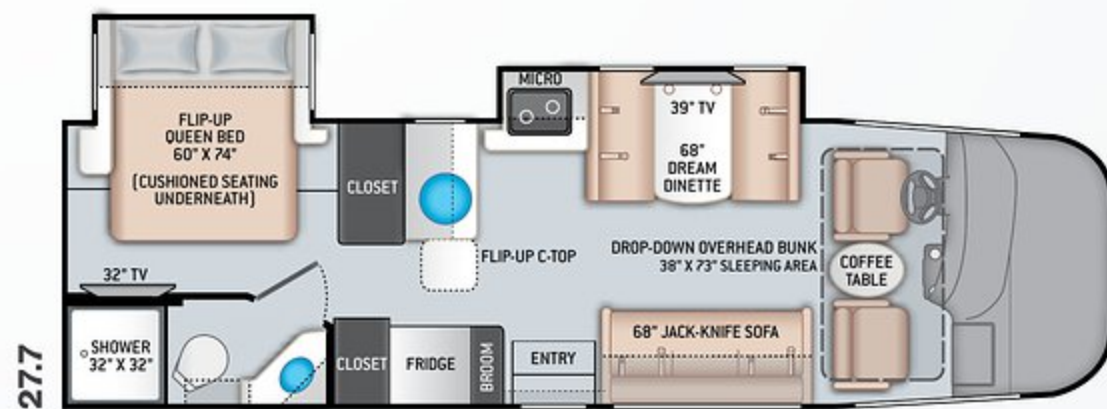 FLIP-UP
QUEEN BED
60" X 74"
(CUSHIONED SEATING
UNDERNEATH)
CLOSET
MICRO
39" TV
68"
DREAM
DINETTE
FLIP-UP C-TOP
DROP-DOWN OVERHEAD BUNK
38" X 73" SLEEPING AREA
COFFEE
TABLE
32" TV
SHOWER
32" X 32"
CLOSET
FRIDGE
BROOM
ENTRY
68" JACK-KNIFE SOFA
27.7